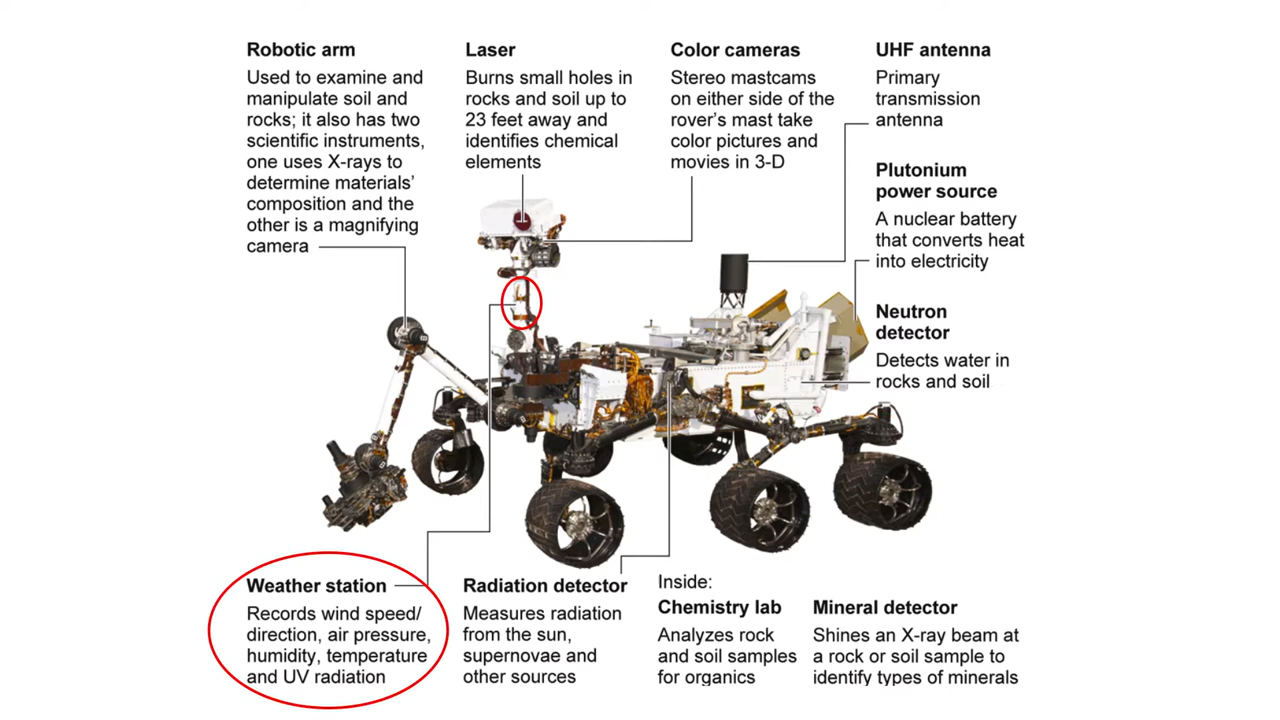 Robotic arm
Used to examine and
manipulate soil and
rocks; it also has two
scientific instruments,
one uses X-rays to
determine materials’
composition and the
other is a magnifying
camera
Laser
Burns small holes in
rocks and soil up to
23 feet away and
identifies chemical
elements
Color cameras
Stereo mastcams
on either side of the
rover’s mast take
color pictures and
movies in 3-D
UHF antenna
Primary
transmission
antenna
Plutonium
power source
A nuclear battery
that converts heat
into electricity
Neutron
detector
Detects water in
rocks and soil
Weather station
Records wind speed/
direction, air pressure,
humidity, temperature
and UV radiation
Radiation detector
Measures radiation
from the sun,
supernovae and
other sources
Inside:
Chemistry lab
Analyzes rock
and soil samples
for organics
Mineral detector
Shines an X-ray beam at
a rock or soil sample to
identify types of minerals